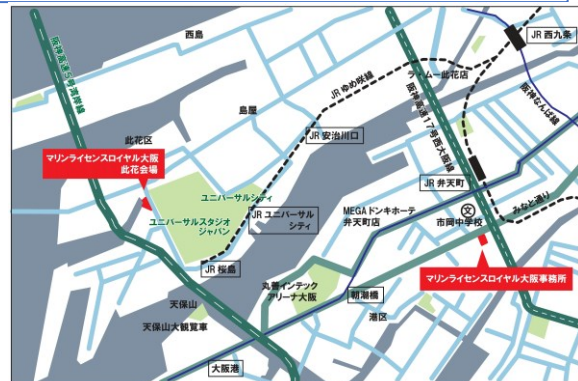 西島
JR 西九条
阪神高速5号湾岸線
JR ゆめ咲線
ラ・ムー此花店
島屋
阪神高速17号西大阪線
阪神なんば線
此花区
JR 安治川口
マリンライセンスロイヤル大阪
此花会場
JR 弁天町
ユニバーサルシティ
みなと通り
MEGAドンキホーテ
弁天町店
文
市岡中学校
ユニバーサルスタジオ
ジャパン
JR ユニバーサル
シティ
JR 桜島
マリンライセンスロイヤル大阪事務所
丸善インテック
アリーナ大阪
朝潮橋
天保山
港区
天保山大観覧車
大阪港